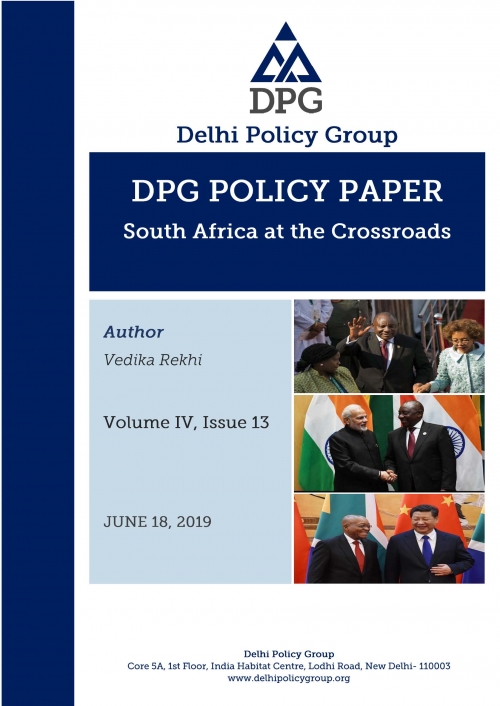 DPG
Delhi Policy Group
DPG POLICY PAPER
South Africa at the Crossroads
Author
Vedika Rekhi
Volume IV, Issue 13
JUNE 18, 2019
Delhi Policy Group
Core 5A, 1st Floor, India Habitat Centre, Lodhi Road, New Delhi- 110003
www.delhipolicygroup.org